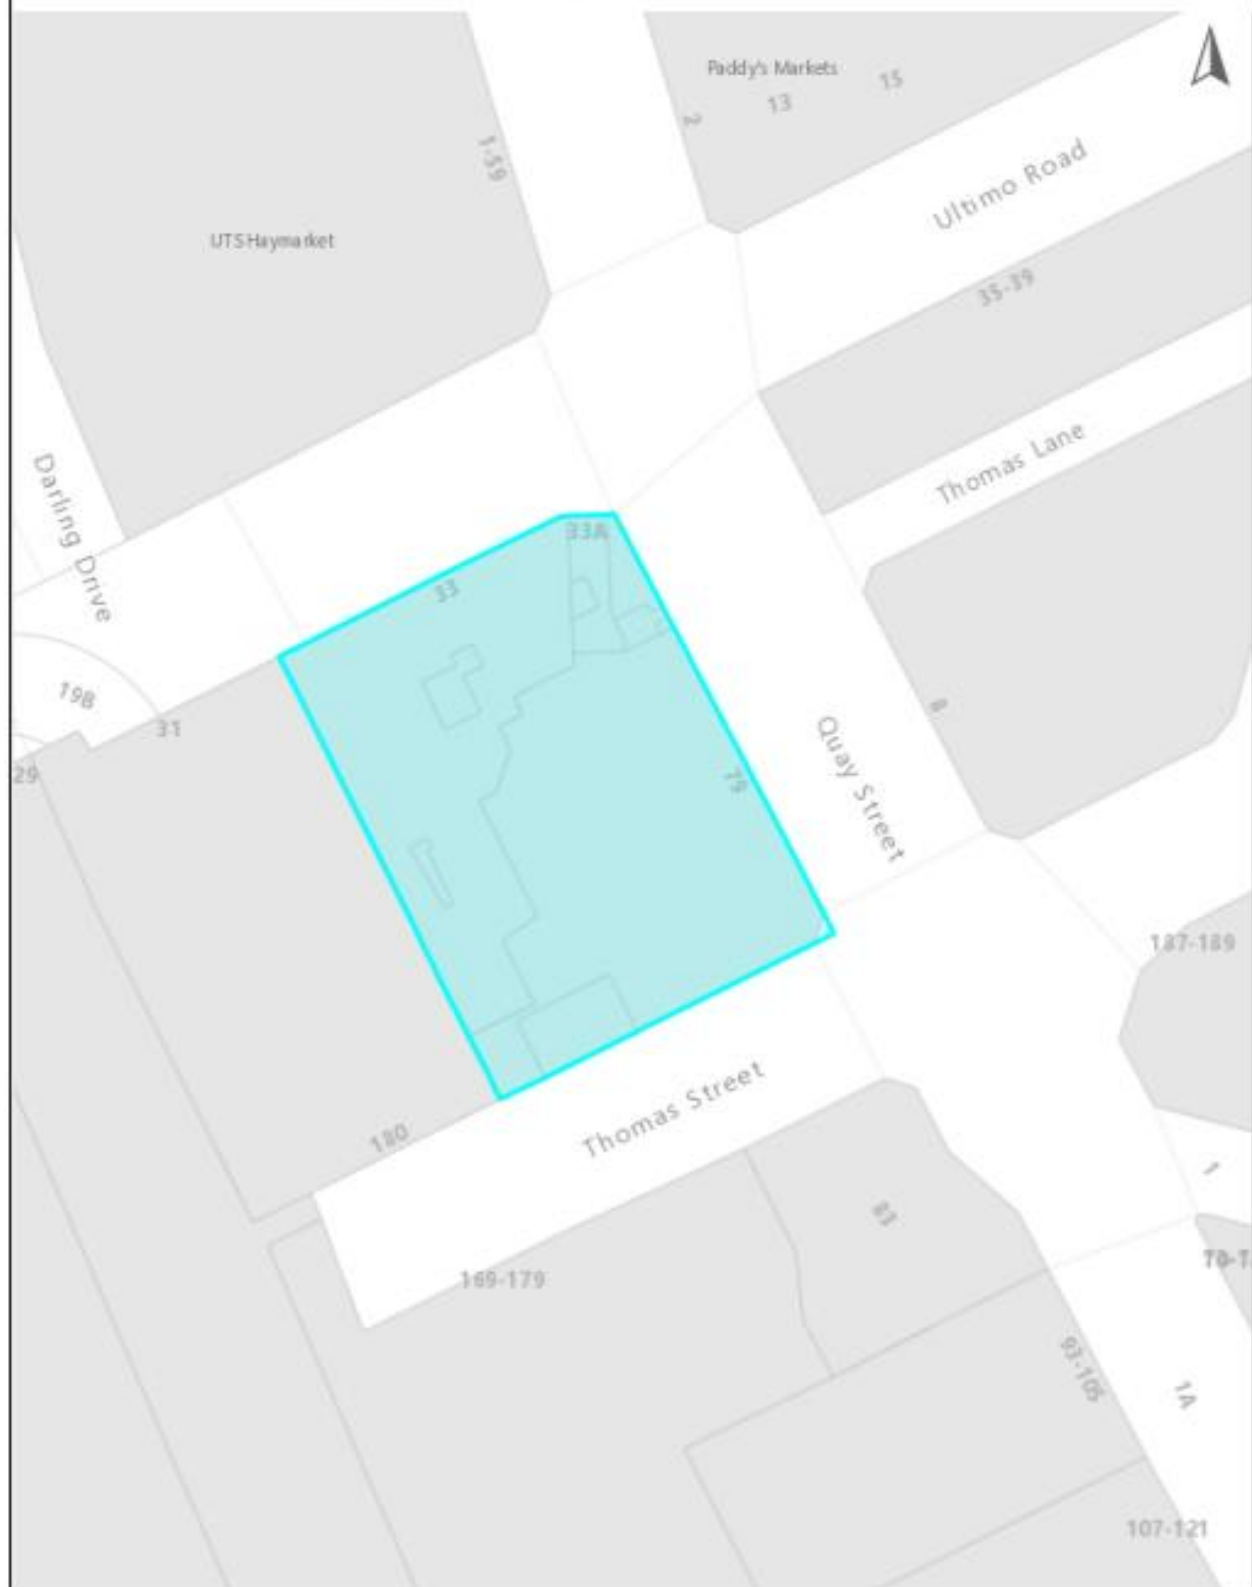 Paddy's Markets
15
13
2
1-59
Ultimo Road
UTS Haymarket
35-39
Thomas Lane
Darling Drive
33A
33
19B
31
29
8
Quay Street
79
187-189
Thomas Street
180
1
83
169-179
93-105
1A
107-121